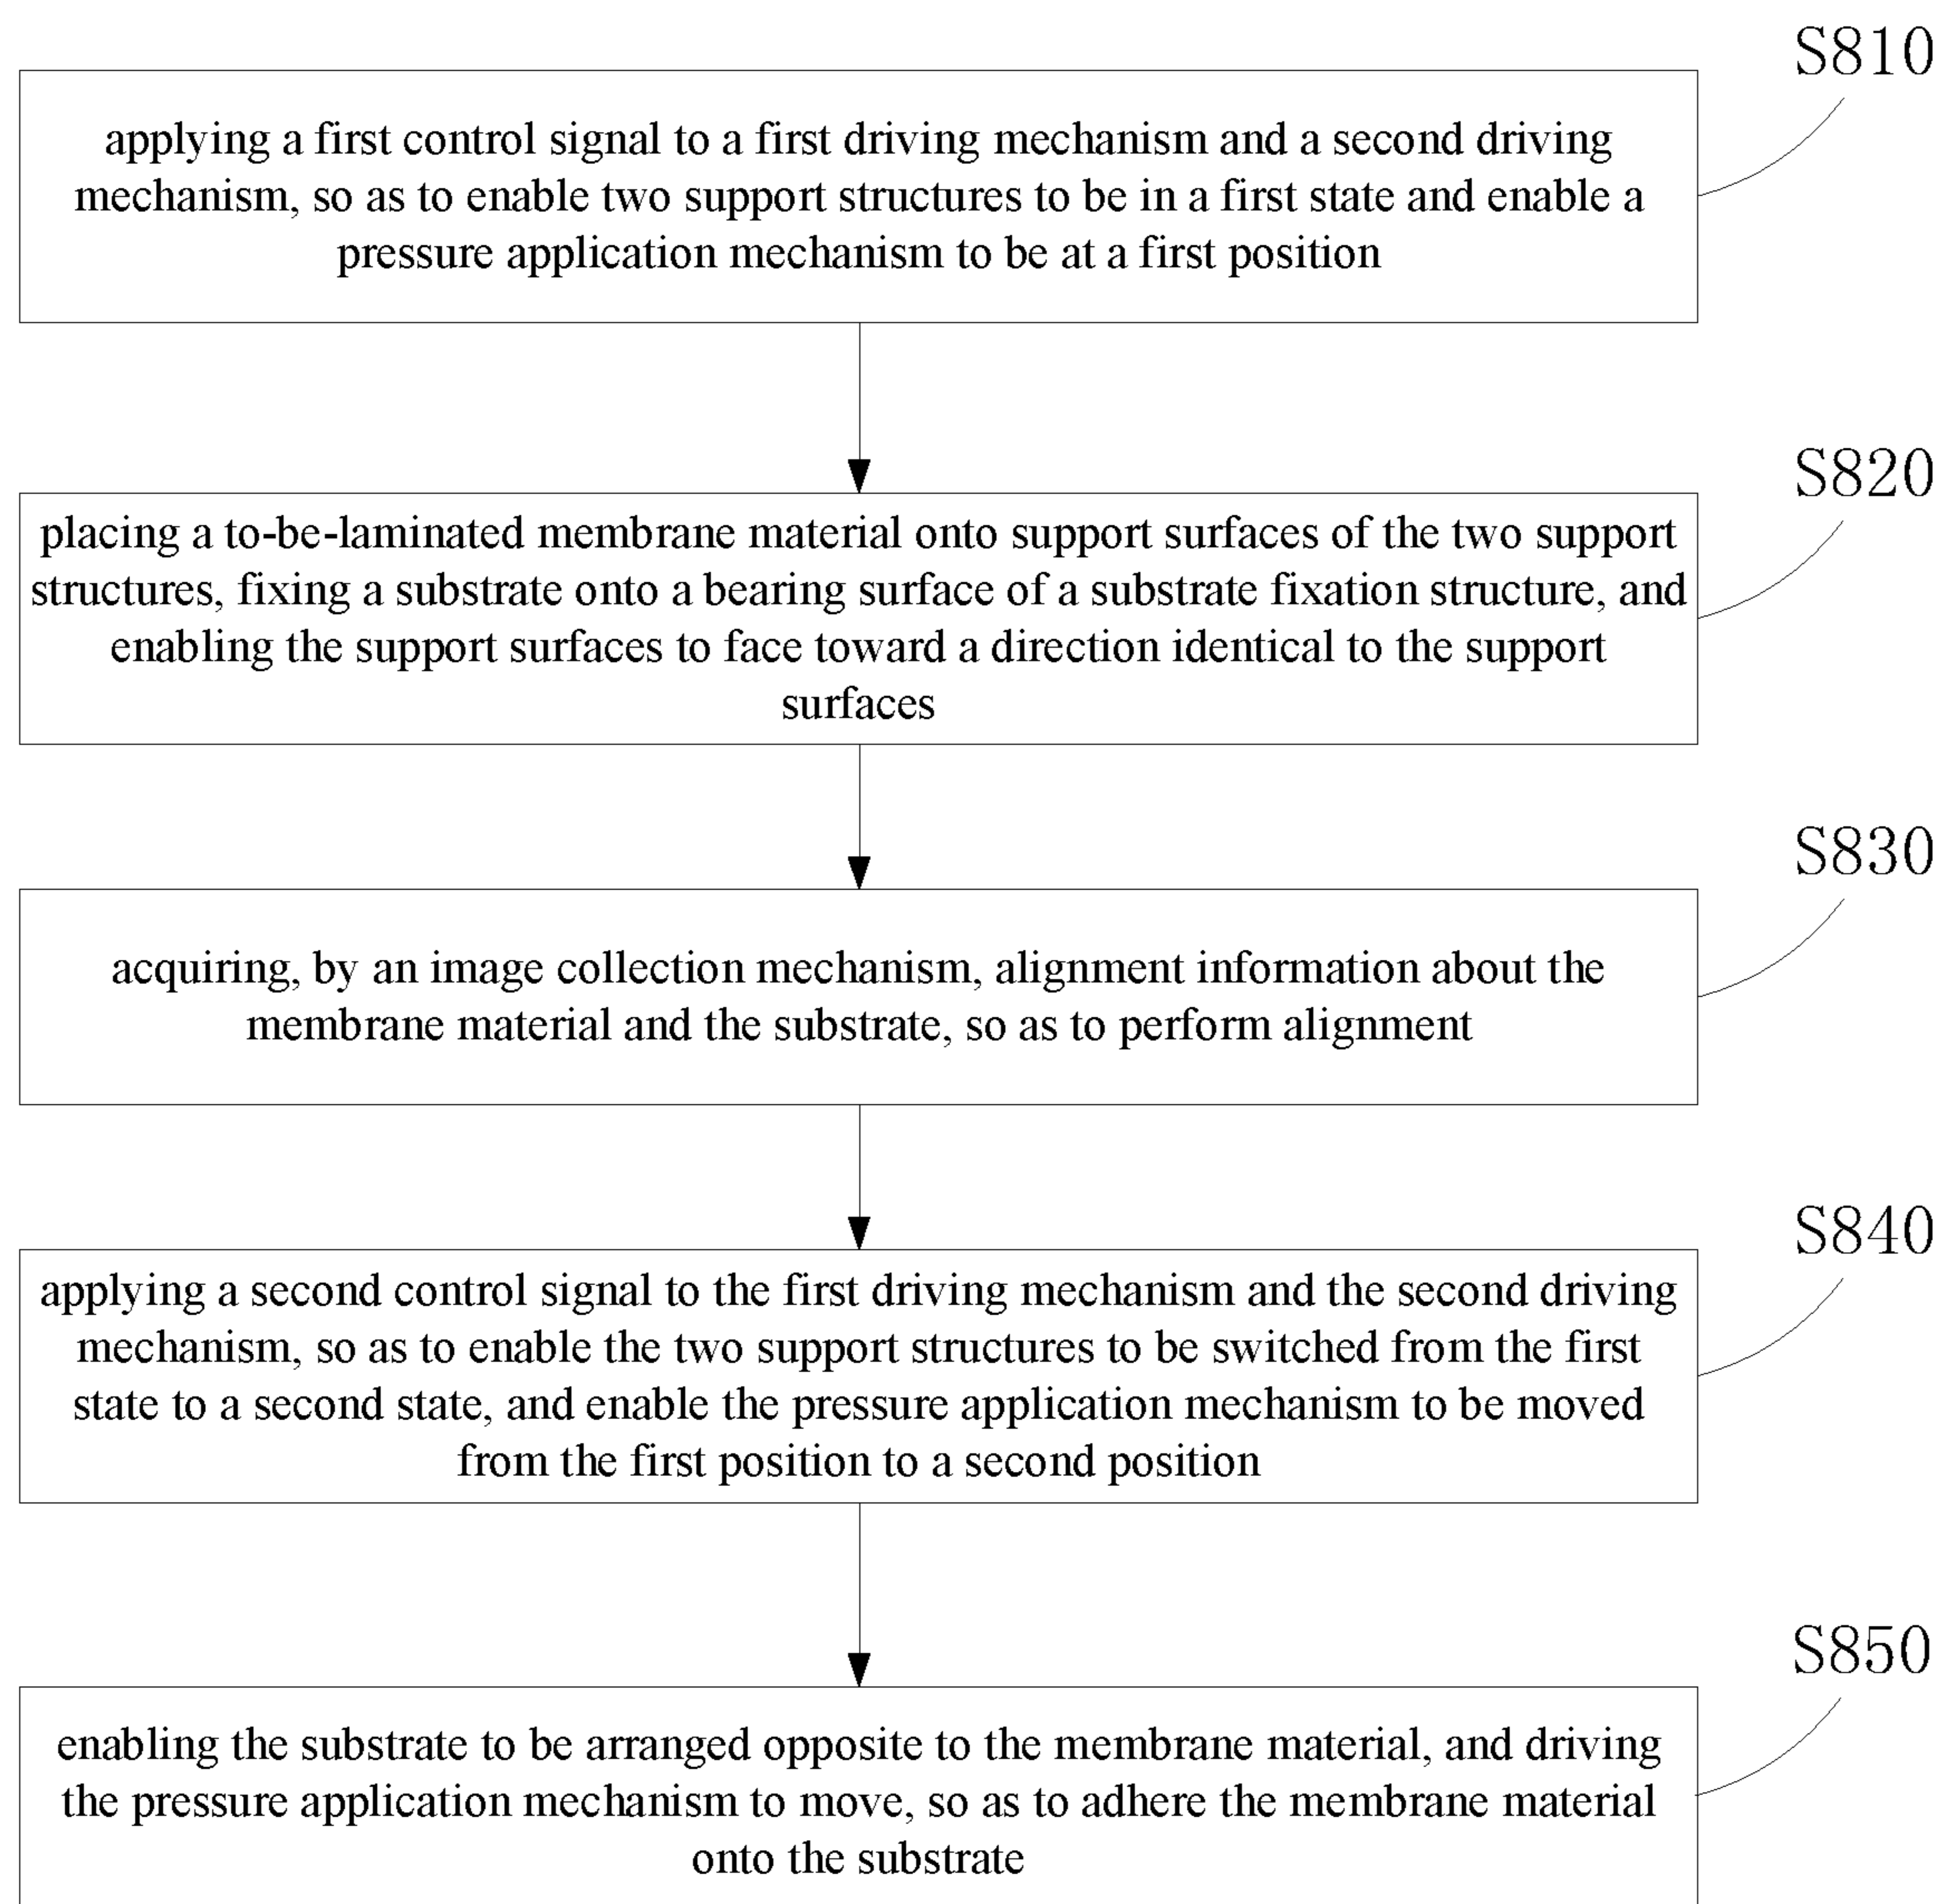 S810
applying a first control signal to a first driving mechanism and a second driving
mechanism, so as to enable two support structures to be in a first state and enable a
pressure application mechanism to be at a first position
S820
placing a to-be-laminated membrane material onto support surfaces of the two support
structures, fixing a substrate onto a bearing surface of a substrate fixation structure, and
enabling the support surfaces to face toward a direction identical to the support
surfaces
S830
acquiring, by an image collection mechanism, alignment information about the
membrane material and the substrate, so as to perform alignment
S840
applying a second control signal to the first driving mechanism and the second driving
mechanism, so as to enable the two support structures to be switched from the first
state to a second state, and enable the pressure application mechanism to be moved
from the first position to a second position
S850
enabling the substrate to be arranged opposite to the membrane material, and driving
the pressure application mechanism to move, so as to adhere the membrane material
onto the substrate